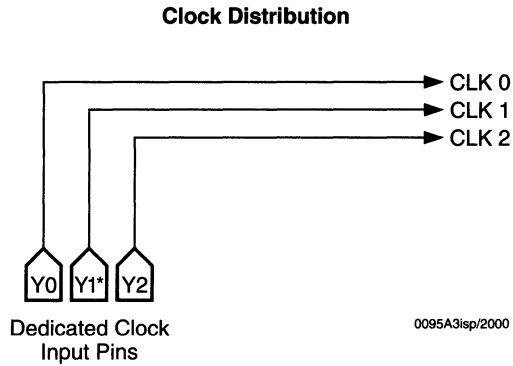 Clock Distribution
CLK 0
CLK 1
CLK 2
Y0 Y1* Y2
Dedicated Clock
Input Pins
0095A3isp/2000